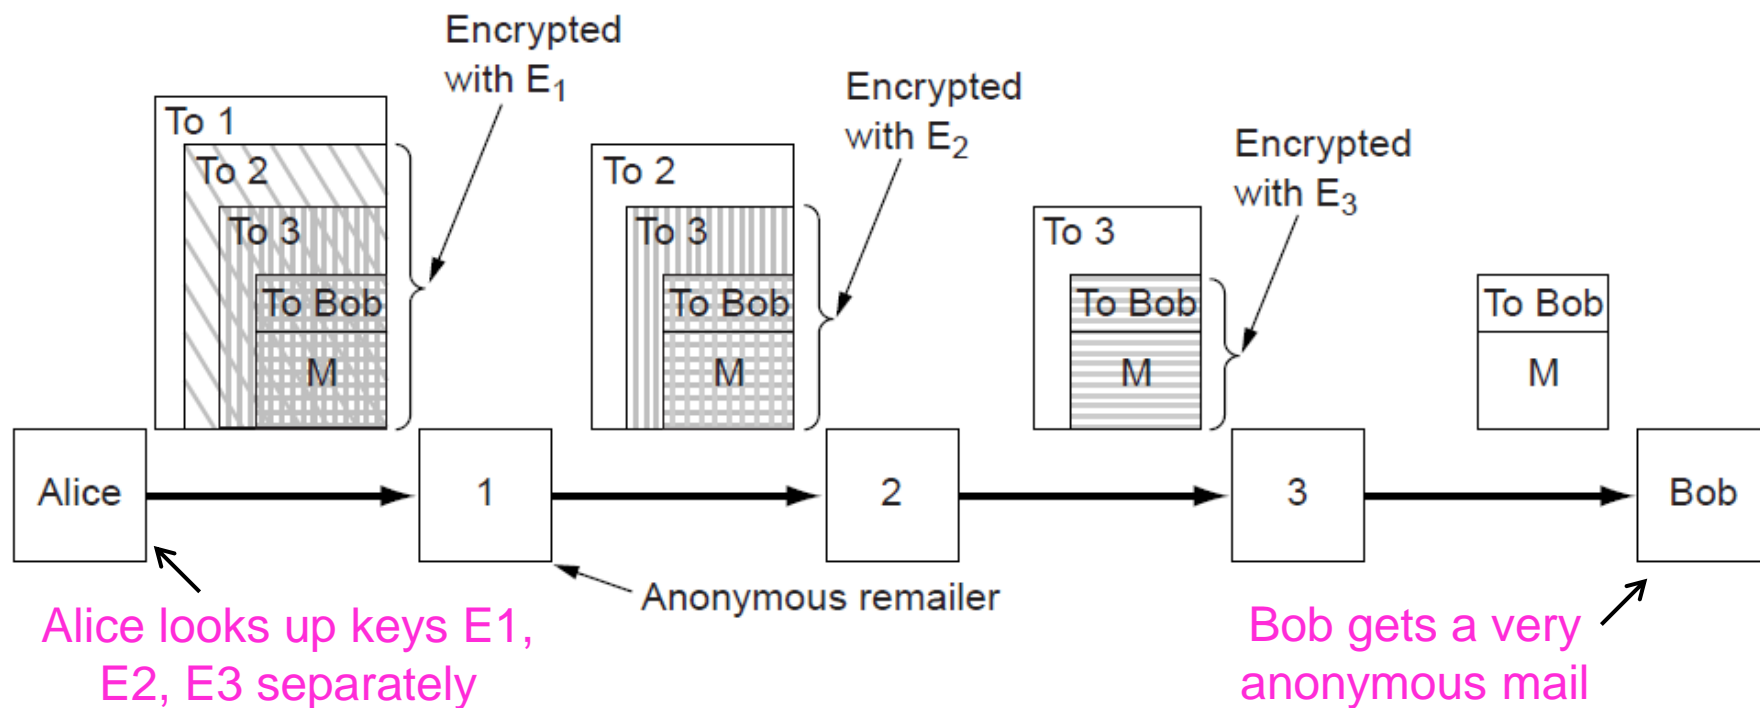 Encrypted
with E1
To 1
To 2
To 3
To Bob
M
Encrypted
with E2
To 2
To 3
To Bob
M
Encrypted
with E3
To 3
To Bob
M
To Bob
M
Alice
1
2
3
Bob
Anonymous remailer
Alice looks up keys E1,
E2, E3 separately
Bob gets a very
anonymous mail